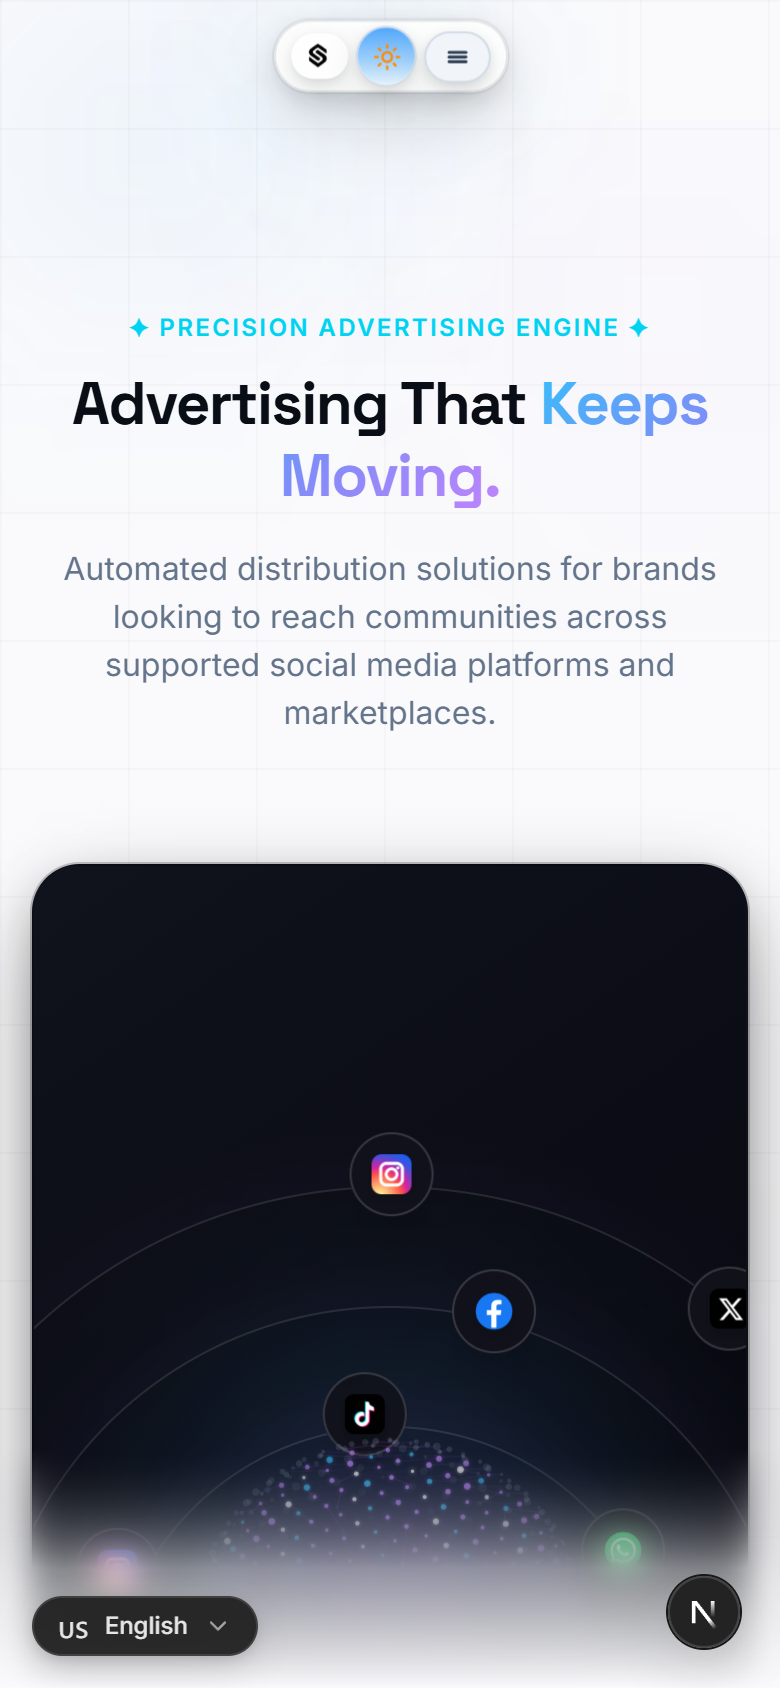 ✦ PRECISION ADVERTISING ENGINE ✦
Advertising That Keeps
Moving.
Automated distribution solutions for brands
looking to reach communities across
supported social media platforms and
marketplaces.
US English